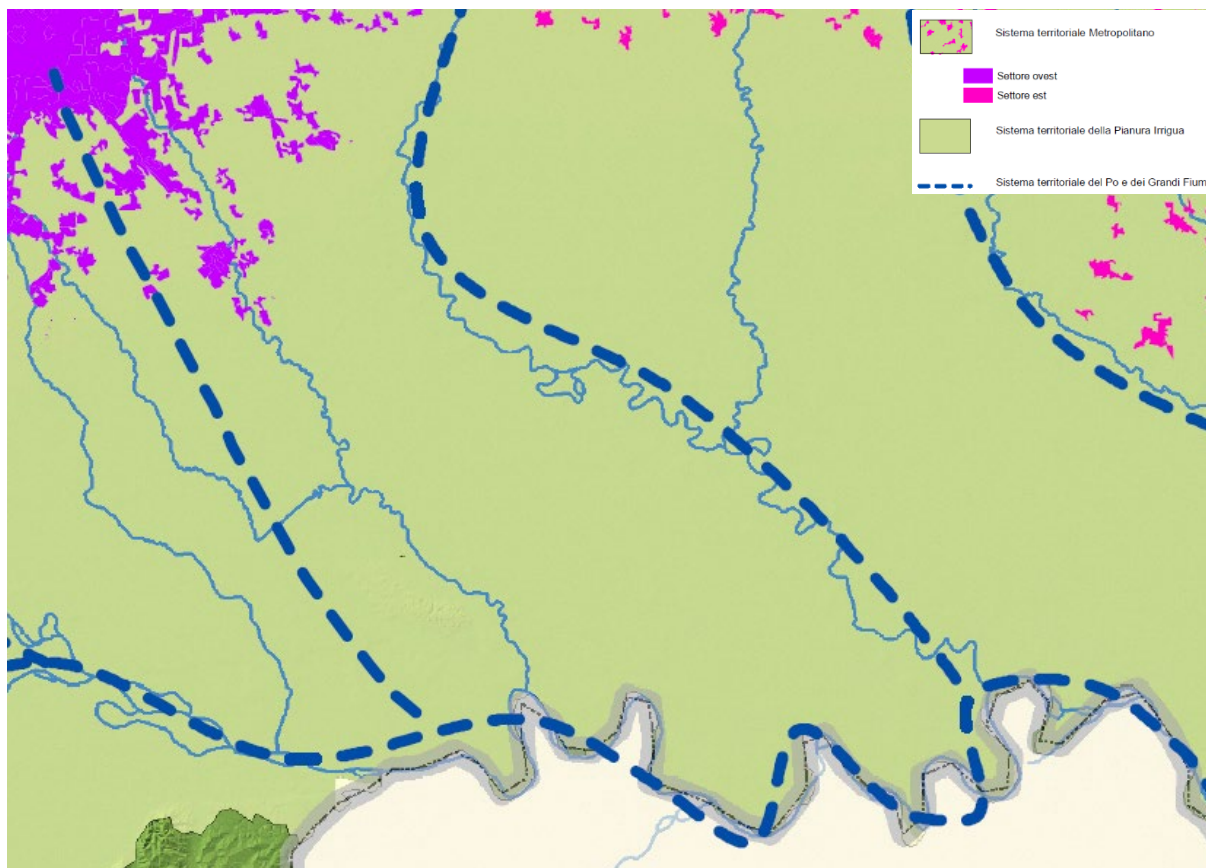 Sistema territoriale Metropolitano
Settore ovest
Settore est
Sistema territoriale della Pianura Irrigua
Sistema territoriale del Po e dei Grandi Fium